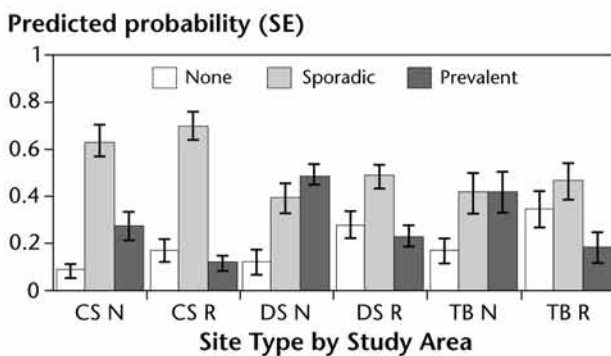 Predicted probability (SE)
1
None Sporadic Prevalent
0.8
0.6
0.4
0.2
0
CS N CS R DS N DS R TB N TB R
Site Type by Study Area